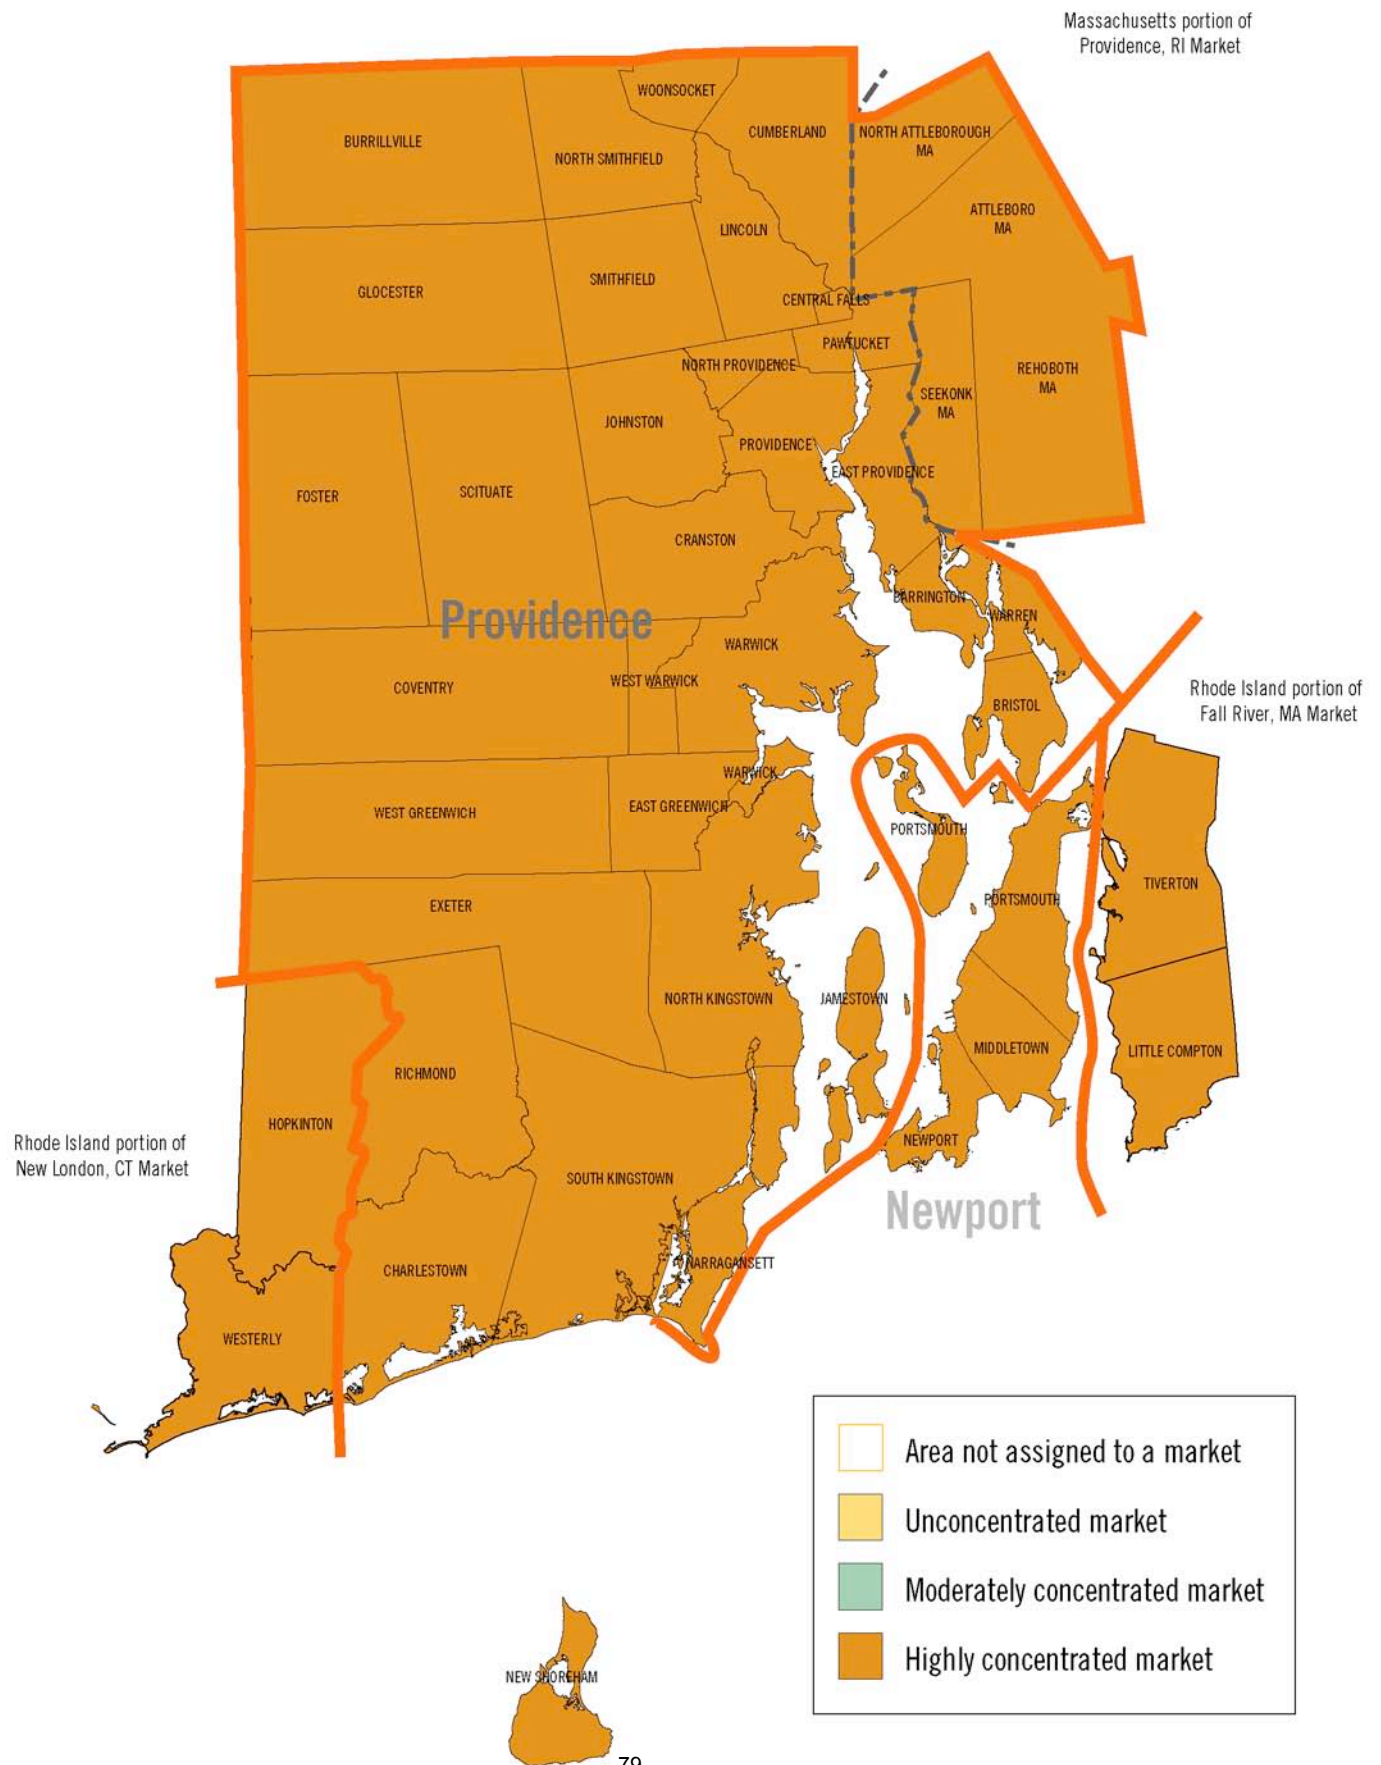 Massachusetts portion of
Providence, RI Market
WOONSOCKET
BURRILLVILLE
NORTH SMITHFIELD
CUMBERLAND
NORTH ATTLEBOROUGH
MA
ATTLEBORO
MA
LINCOLN
GLOCESTER
SMITHFIELD
CENTRAL FALLS
PAWTUCKET
NORTH PROVIDENCE
REHOBOTH
MA
SEEKONK
MA
JOHNSTON
PROVIDENCE
EAST PROVIDENCE
FOSTER
SCITUATE
CRANSTON
BARRINGTON
WARREN
Providence
WARWICK
WEST WARWICK
COVENTRY
BRISTOL
Rhode Island portion of
Fall River, MA Market
WARWICK
WEST GREENWICH
EAST GREENWICH
PORTSMOUTH
TIVERTON
PORTSMOUTH
EXETER
NORTH KINGSTOWN
JAMESTOWN
MIDDLETOWN
LITTLE COMPTON
RICHMOND
HOPKINTON
Rhode Island portion of
New London, CT Market
NEWPORT
SOUTH KINGSTOWN
Newport
NARRAGANSETT
CHARLESTOWN
WESTERLY
Area not assigned to a market
Unconcentrated market
Moderately concentrated market
Highly concentrated market
NEW SHOREHAM
79